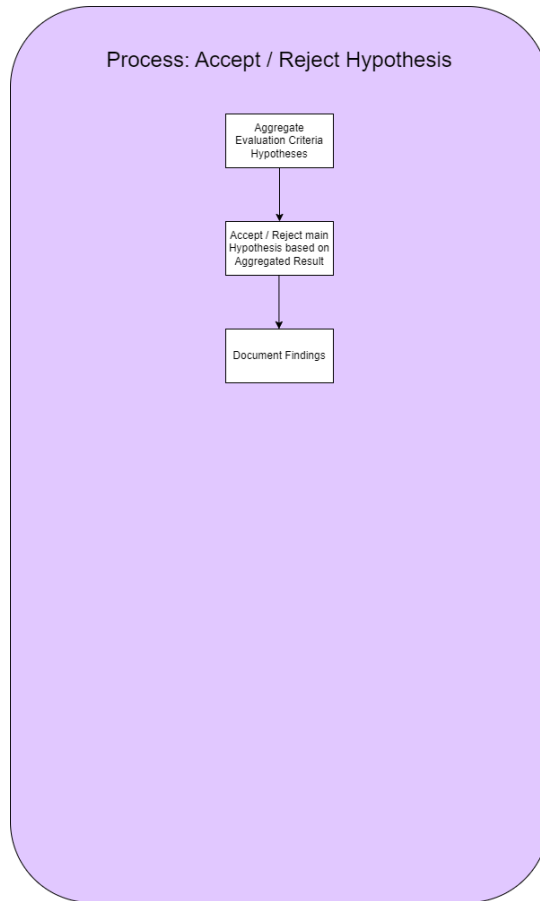 Process: Accept / Reject Hypothesis
Aggregate
Evaluation Criteria
Hypotheses
Accept / Reject main
Hypothesis based on
Aggregated Result
Document Findings